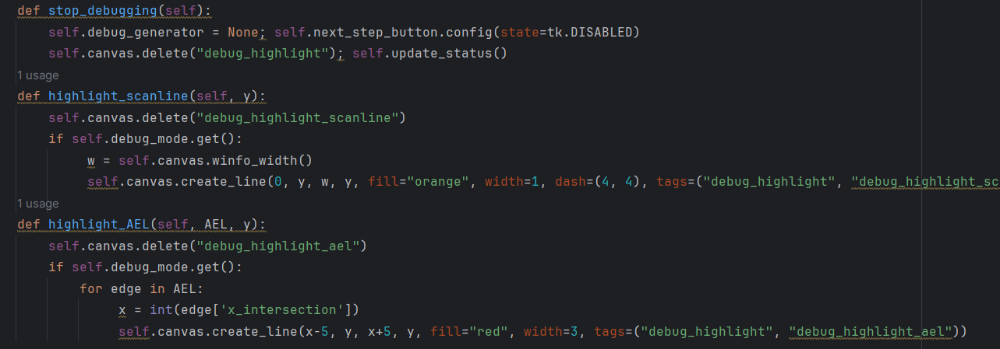 def stop_debugging(self):
    self.debug_generator = None; self.next_step_button.config(state=tk.DISABLED)
    self.canvas.delete("debug_highlight"); self.update_status()
1 usage
def highlight_scanline(self, y):
    self.canvas.delete("debug_highlight_scanline")
    if self.debug_mode.get():
        w = self.canvas.winfo_width()
        self.canvas.create_line(0, y, w, y, fill="orange", width=1, dash=(4, 4), tags=("debug_highlight", "debug_highlight_sc
1 usage
def highlight_AEL(self, AEL, y):
    self.canvas.delete("debug_highlight_ael")
    if self.debug_mode.get():
        for edge in AEL:
            x = int(edge['x_intersection'])
            self.canvas.create_line(x-5, y, x+5, y, fill="red", width=3, tags=("debug_highlight", "debug_highlight_ael"))